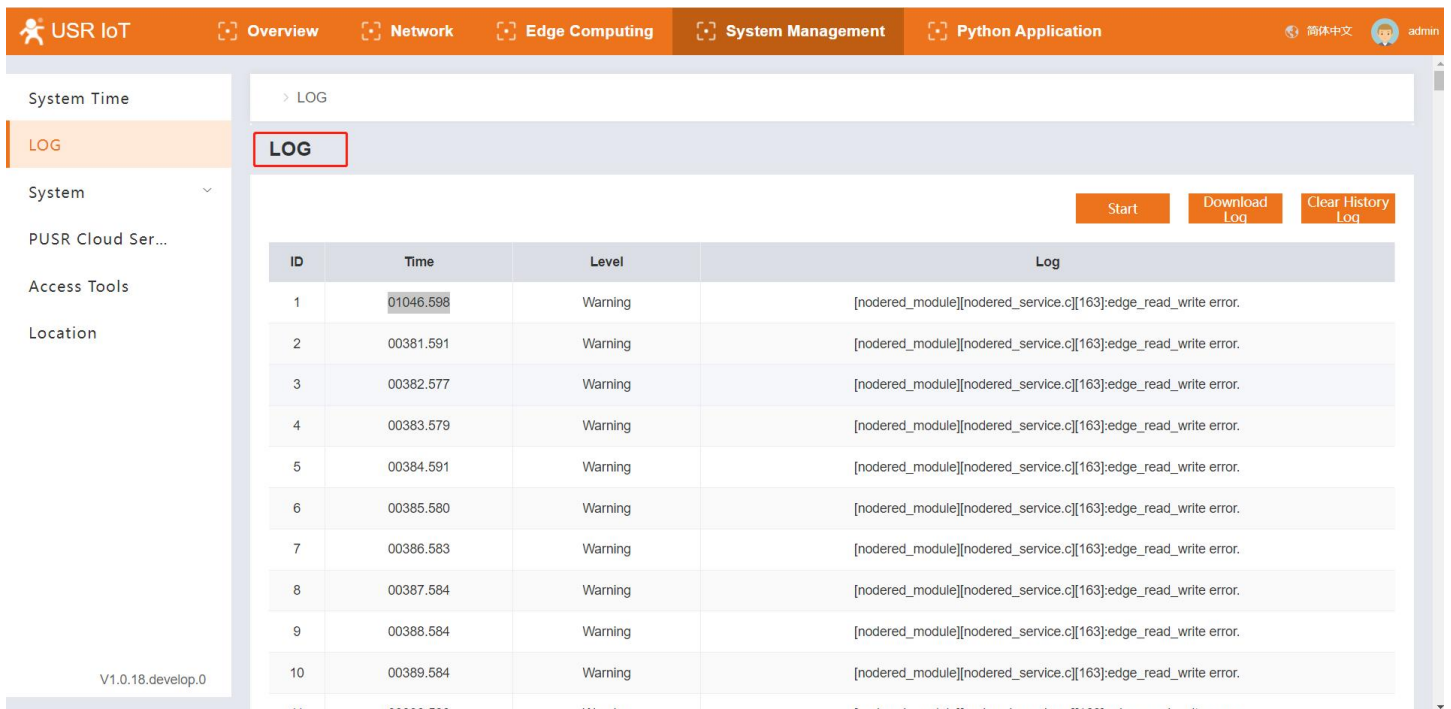 USR IoT Overview Network Edge Computing System Management Python Application 简体中文 admin
System Time
LOG
System
PUSR Cloud Ser...
Access Tools
Location
V1.0.18.develop.0
> LOG
LOG
Start Download Log Clear History Log
ID Time Level Log
1 01046.598 Warning [nodered_module][nodered_service.c][163]:edge_read_write error.
2 00381.591 Warning [nodered_module][nodered_service.c][163]:edge_read_write error.
3 00382.577 Warning [nodered_module][nodered_service.c][163]:edge_read_write error.
4 00383.579 Warning [nodered_module][nodered_service.c][163]:edge_read_write error.
5 00384.591 Warning [nodered_module][nodered_service.c][163]:edge_read_write error.
6 00385.580 Warning [nodered_module][nodered_service.c][163]:edge_read_write error.
7 00386.583 Warning [nodered_module][nodered_service.c][163]:edge_read_write error.
8 00387.584 Warning [nodered_module][nodered_service.c][163]:edge_read_write error.
9 00388.584 Warning [nodered_module][nodered_service.c][163]:edge_read_write error.
10 00389.584 Warning [nodered_module][nodered_service.c][163]:edge_read_write error.